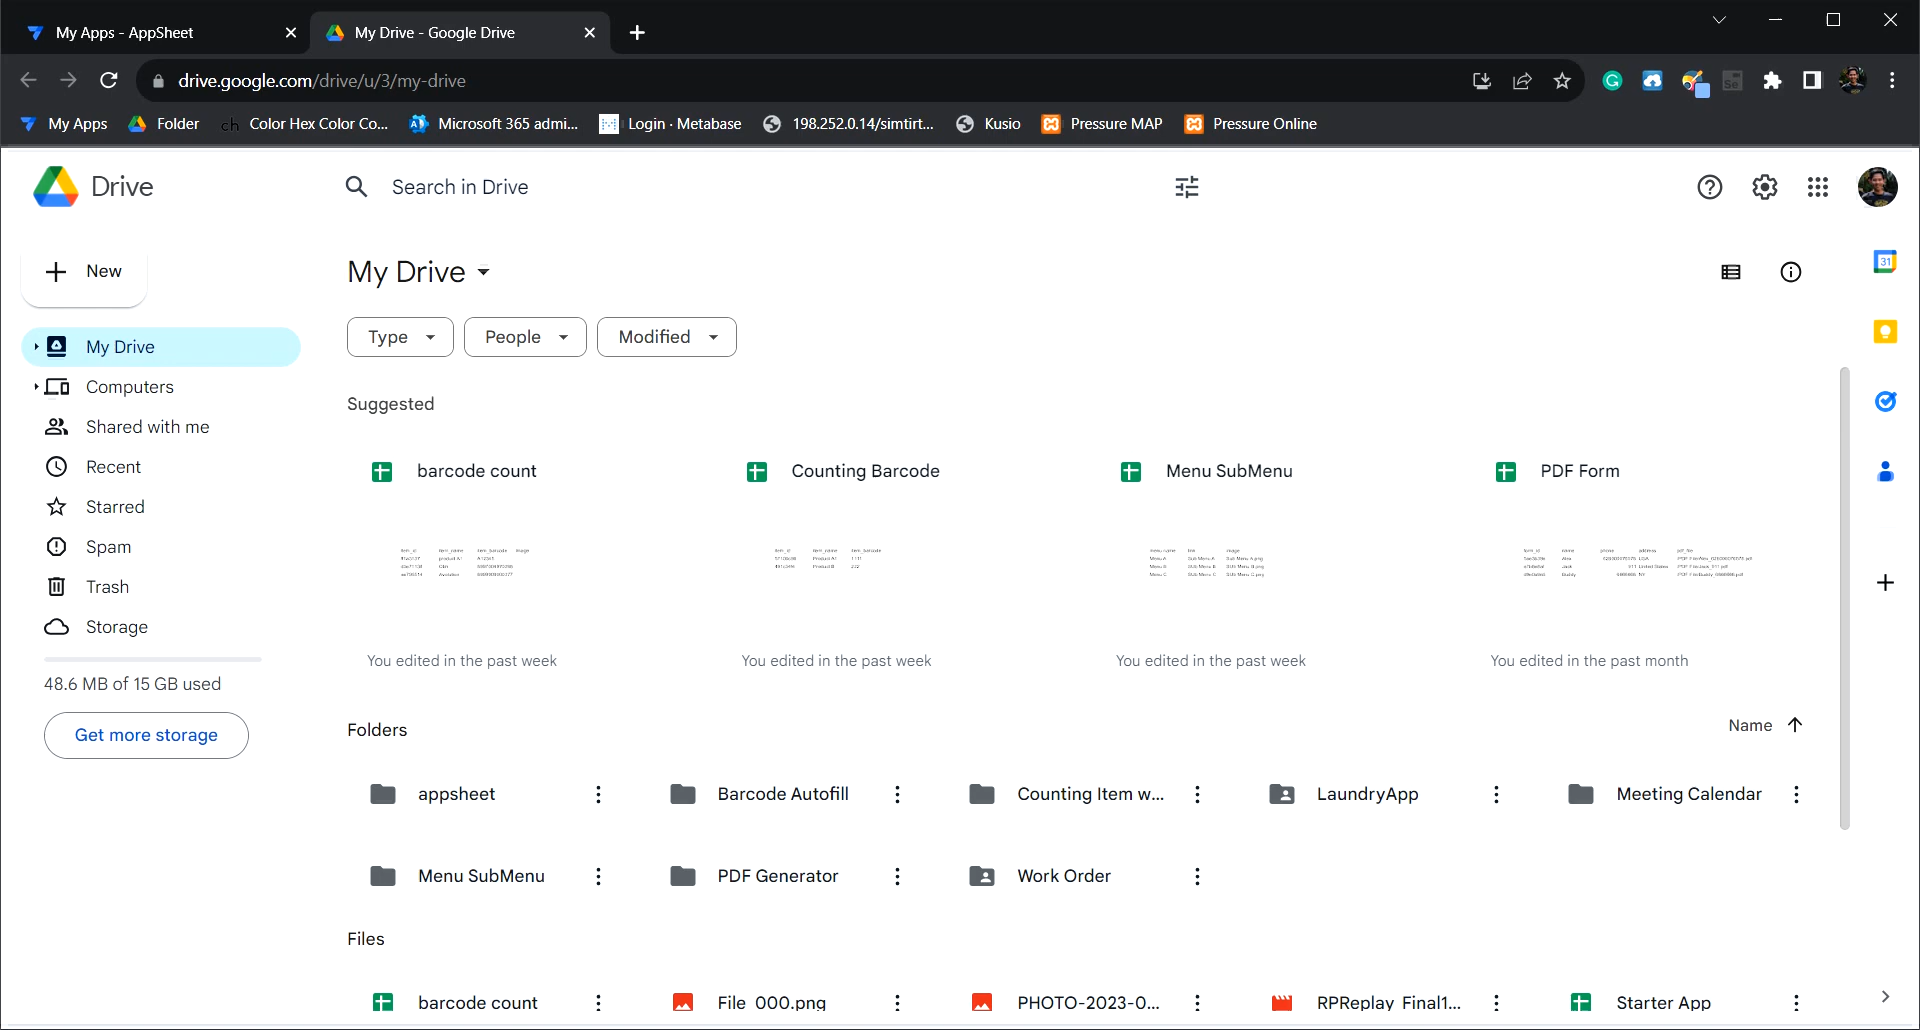 My Apps - AppSheet
My Drive - Google Drive
drive.google.com/drive/u/3/my-drive
My Apps
Folder
Color Hex Color Co...
Microsoft 365 admi...
Login · Metabase
198.252.0.14/simtirt...
Kusio
Pressure MAP
Pressure Online
Drive
Search in Drive
New
My Drive
Computers
Shared with me
Recent
Starred
Spam
Trash
Storage
48.6 MB of 15 GB used
Get more storage
My Drive
Type
People
Modified
Suggested
barcode count
Counting Barcode
Menu SubMenu
PDF Form
You edited in the past week
You edited in the past week
You edited in the past week
You edited in the past month
Folders
Name
appsheet
Barcode Autofill
Counting Item w...
LaundryApp
Meeting Calendar
Menu SubMenu
PDF Generator
Work Order
Files
barcode count
File_000.png
PHOTO-2023-0...
RPReplay_Final1...
Starter App